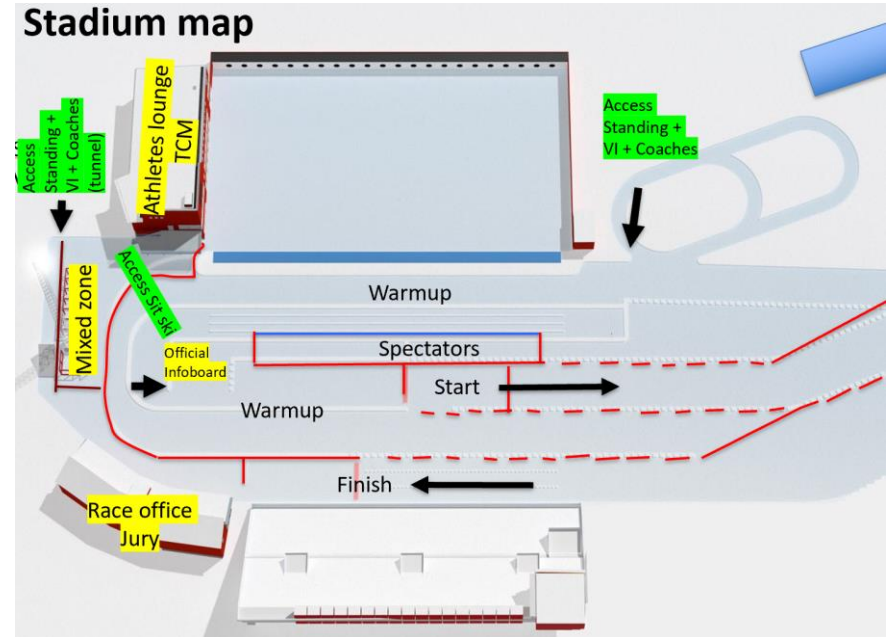 Stadium map
Access
Standing +
VI + Coaches
(tunnel)
Athletes lounge
TCM
Access
Standing +
VI + Coaches
Mixed zone
Access Sit ski
Official
Infoboard
Warmup
Spectators
Start
Warmup
Finish
Race office
Jury